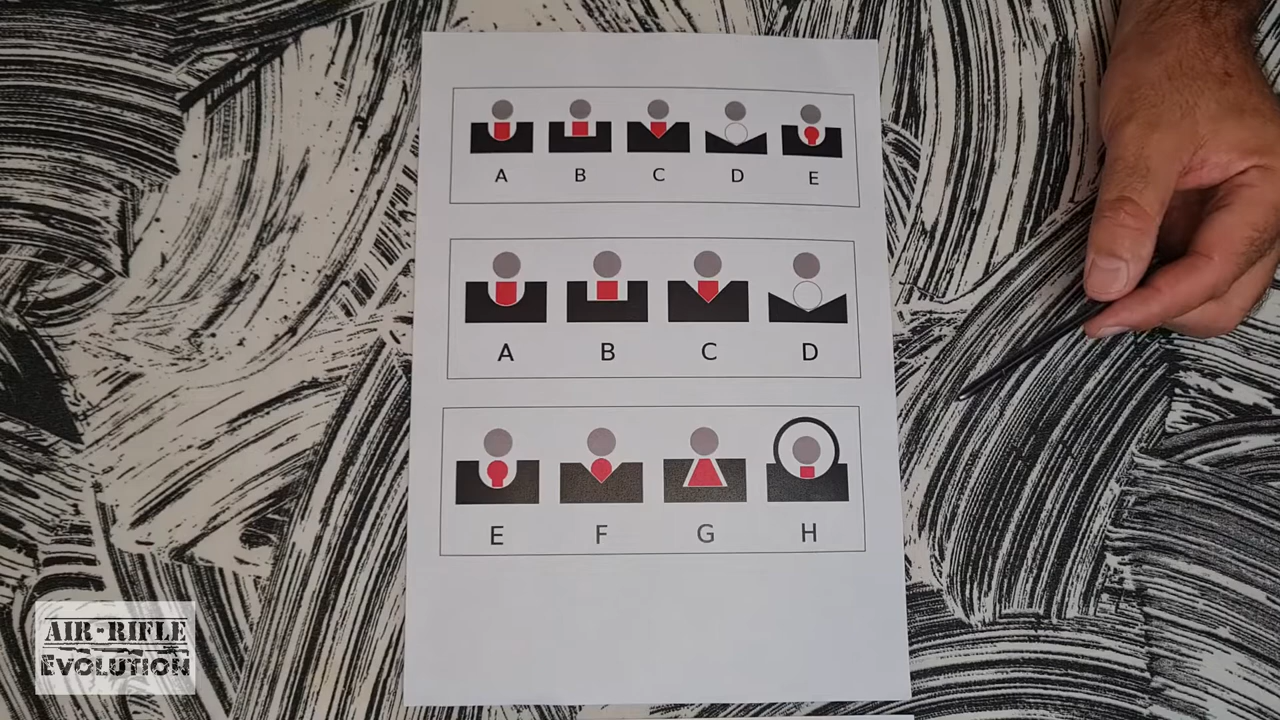 A B C D E
A B C D
E F G H
AIR-RIFLE
EVOLUTION